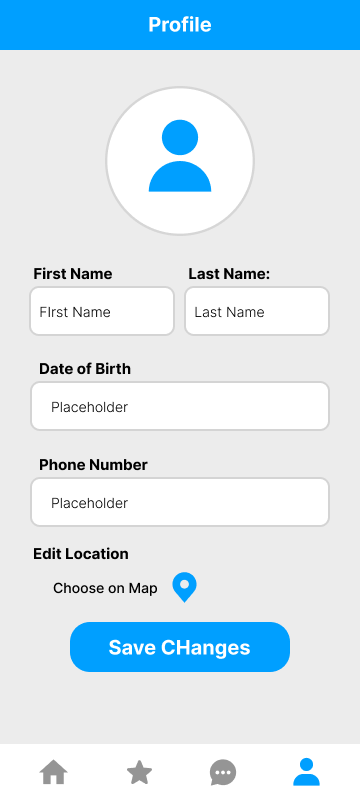 Profile
First Name
Last Name:
FIrst Name
Last Name
Date of Birth
Placeholder
Phone Number
Placeholder
Edit Location
Choose on Map
Save CHanges